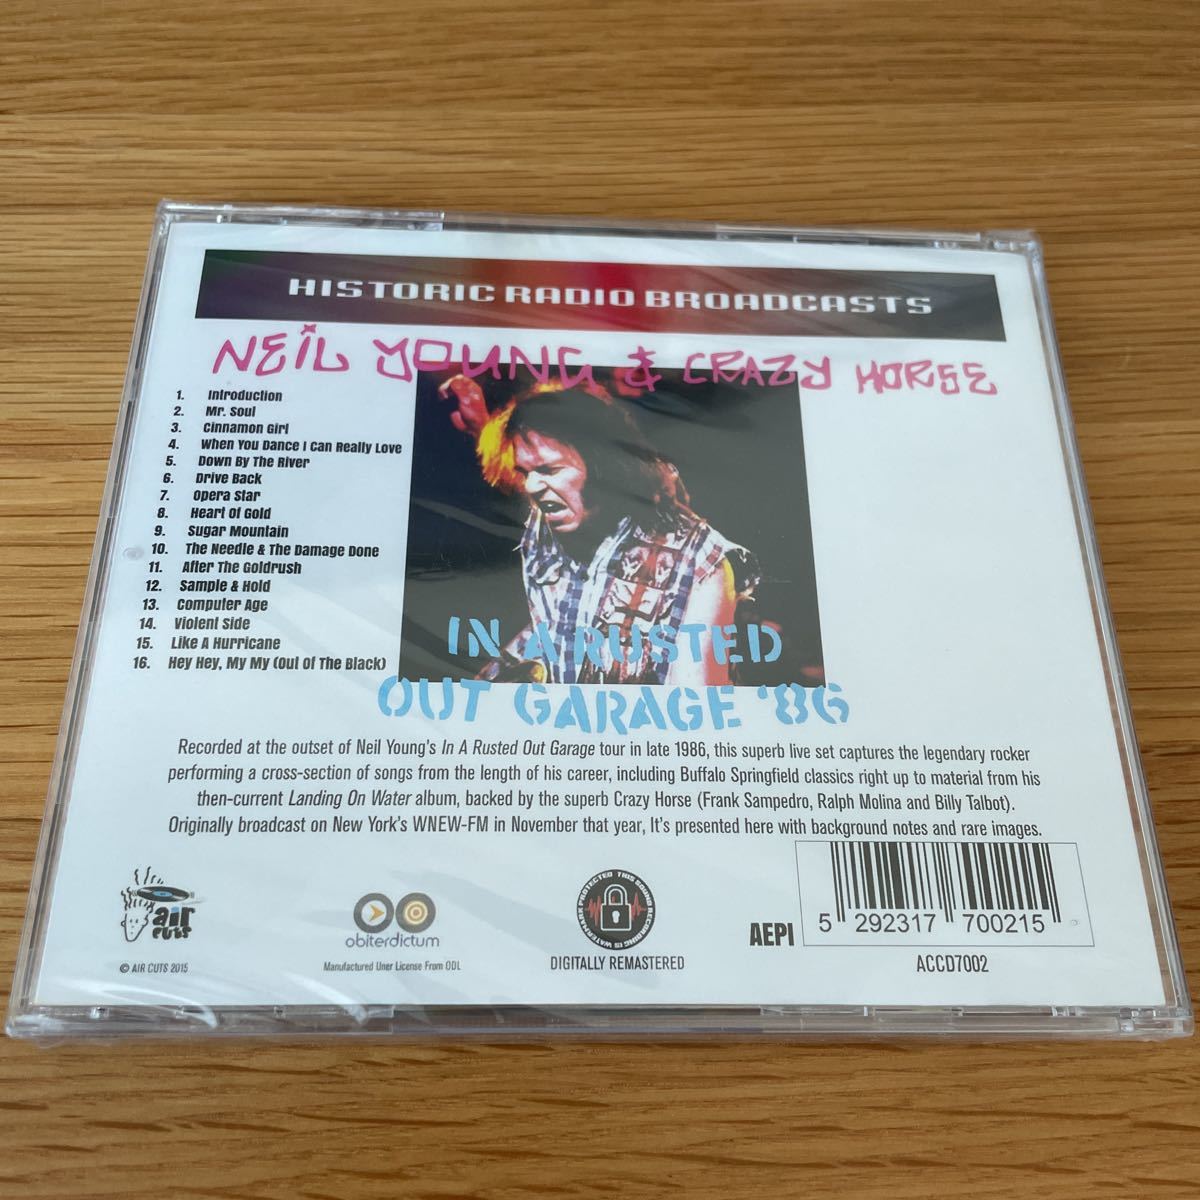 HISTORIC RADIO BROADCASTS
NEIL YOUNG & CRAZY HORSE
1. Introduction
2. Mr. Soul
3. Cinnamon Girl
4. When You Dance I Can Really Love
5. Down By The River
6. Drive Back
7. Opera Star
8. Heart Of Gold
9. Sugar Mountain
10. The Needle & The Damage Done
11. After The Goldrush
12. Sample & Hold
13. Computer Age
14. Violent Side
15. Like A Hurricane
16. Hey Hey, My My (Out Of The Black)
IN A RUSTED
OUT GARAGE '86
Recorded at the outset of Neil Young's In A Rusted Out Garage tour in late 1986, this superb live set captures the legendary rocker
performing a cross-section of songs from the length of his career, including Buffalo Springfield classics right up to material from his
then-current Landing On Water album, backed by the superb Crazy Horse (Frank Sampedro, Ralph Molina and Billy Talbot).
Originally broadcast on New York's WNEW-FM in November that year, It's presented here with background notes and rare images.
air cuts
© AIR CUTS 2015
obiterdictum
Manufactured Uner License From ODL
PROTECTED THIS SOUND RECORDING IS WATERMARK
DIGITALLY REMASTERED
AEPI
5 292317 700215
ACCD7002